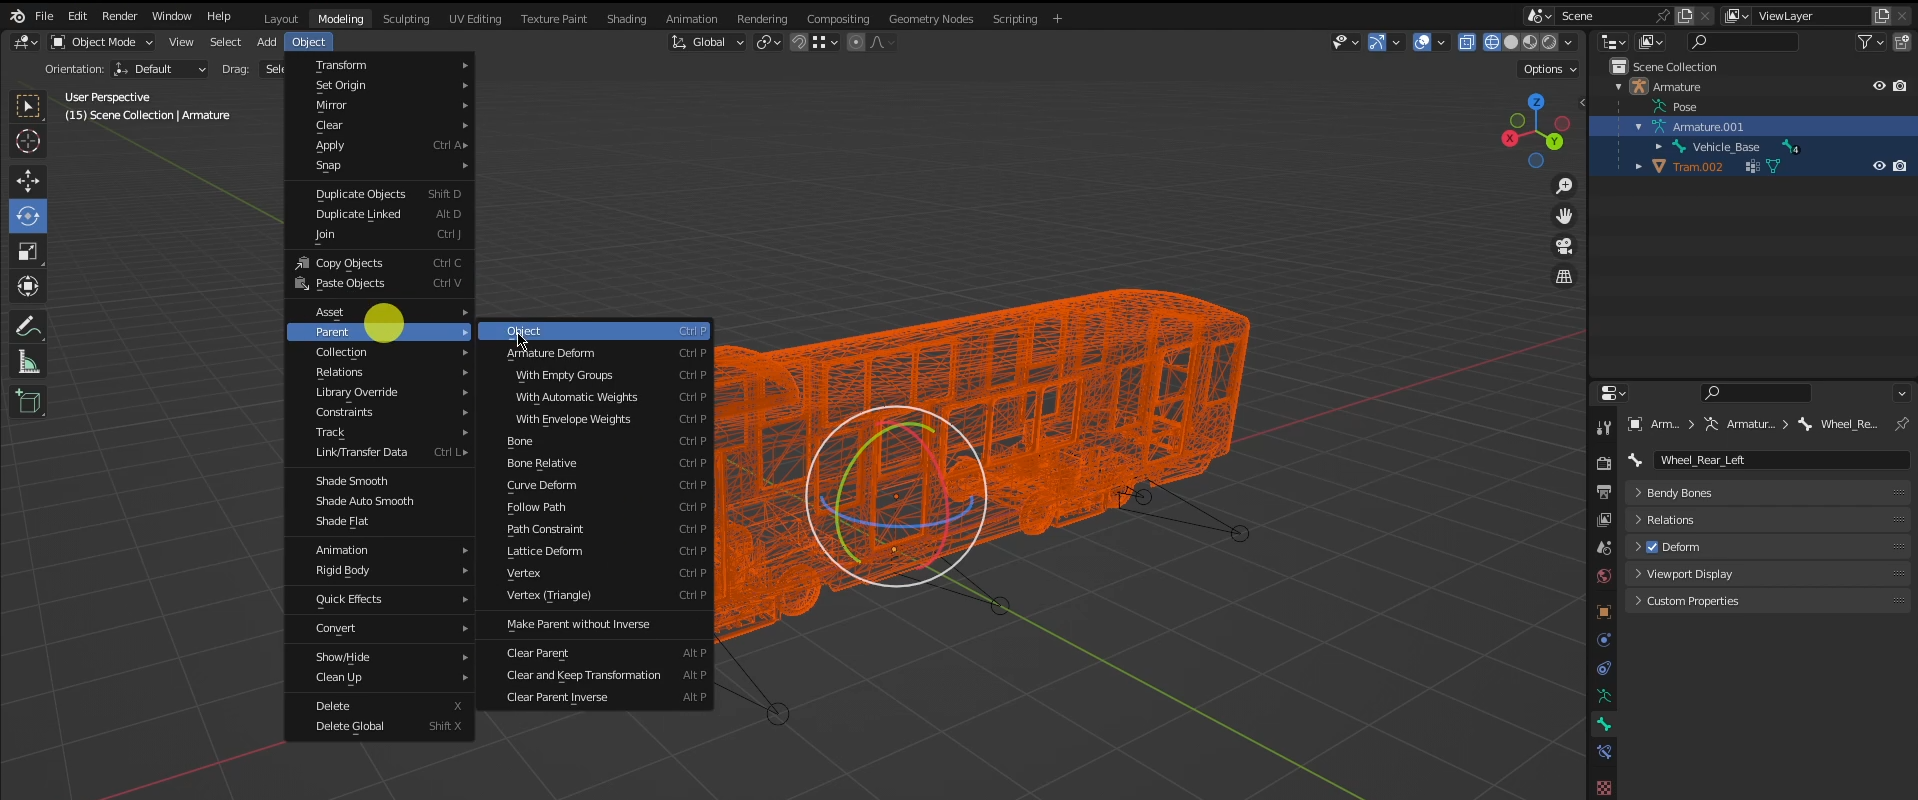 File Edit Render Window Help Layout Modeling Sculpting UV Editing Texture Paint Shading Animation Rendering Compositing Geometry Nodes Scripting + Scene ViewLayer
Object Mode View Select Add Object Global
Orientation: Default Drag: Sele Options
User Perspective
(15) Scene Collection | Armature
Transform
Set Origin
Mirror
Clear
Apply Ctrl A
Snap
Duplicate Objects Shift D
Duplicate Linked Alt D
Join Ctrl J
Copy Objects Ctrl C
Paste Objects Ctrl V
Asset
Parent
Collection
Relations
Library Override
Constraints
Track
Link/Transfer Data Ctrl L
Shade Smooth
Shade Auto Smooth
Shade Flat
Animation
Rigid Body
Quick Effects
Convert
Show/Hide
Clean Up
Delete X
Delete Global Shift X
Object Ctrl P
Armature Deform Ctrl P
With Empty Groups Ctrl P
With Automatic Weights Ctrl P
With Envelope Weights Ctrl P
Bone Ctrl P
Bone Relative Ctrl P
Curve Deform Ctrl P
Follow Path Ctrl P
Path Constraint Ctrl P
Lattice Deform Ctrl P
Vertex Ctrl P
Vertex (Triangle) Ctrl P
Make Parent without Inverse
Clear Parent Alt P
Clear and Keep Transformation Alt P
Clear Parent Inverse Alt P
Z
X
Y
Scene Collection
Armature
Pose
Armature.001
Vehicle_Base 4
Tram.002
Arm... Armatur... Wheel_Re...
Wheel_Rear_Left
Bendy Bones
Relations
Deform
Viewport Display
Custom Properties